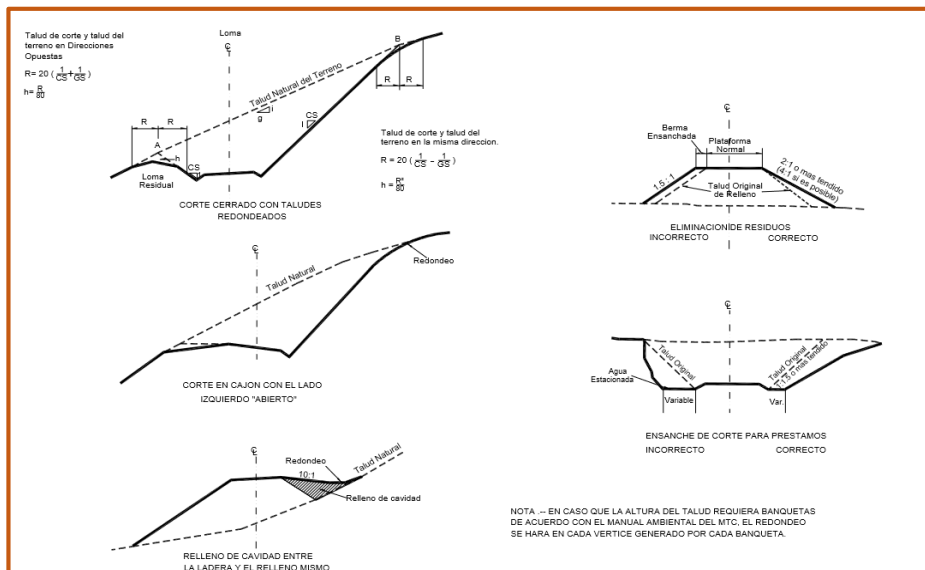 Talud de corte y talud del
terreno en Direcciones
Opuestas
R= 20 ( 1/CS + 1/GS )
h= R/80
Loma
C
L
B
R
R
Talud Natural del Terreno
g
i
CS
I
R
R
A
h
CS
Loma
Residual
CORTE CERRADO CON TALUDES
REDONDEADOS
Talud de corte y talud del
terreno en la misma direccion.
R = 20 ( 1/CS - 1/GS )
C
L
Talud Natural
Redondeo
CORTE EN CAJON CON EL LADO
IZQUIERDO "ABIERTO"
C
L
Redondeo
Talud Natural
10:1
Relleno de cavidad
RELLENO DE CAVIDAD ENTRE
LA LADERA Y EL RELLENO MISMO
C
L
Berma
Ensanchada
Plataforma
Normal
1.5 : 1
2:1 o mas tendido
(4:1 si es posible)
Talud Original
de Relleno
ELIMINACION DE RESIDUOS
INCORRECTO CORRECTO
C
L
Talud Original
Talud Original
1:1.5 o mas tendido
Agua
Estacionada
Variable
Var.
ENSANCHE DE CORTE PARA PRESTAMOS
INCORRECTO CORRECTO
NOTA .-- EN CASO QUE LA ALTURA DEL TALUD REQUIERA BANQUETAS
DE ACUERDO CON EL MANUAL AMBIENTAL DEL MTC, EL REDONDEO
SE HARA EN CADA VERTICE GENERADO POR CADA BANQUETA.